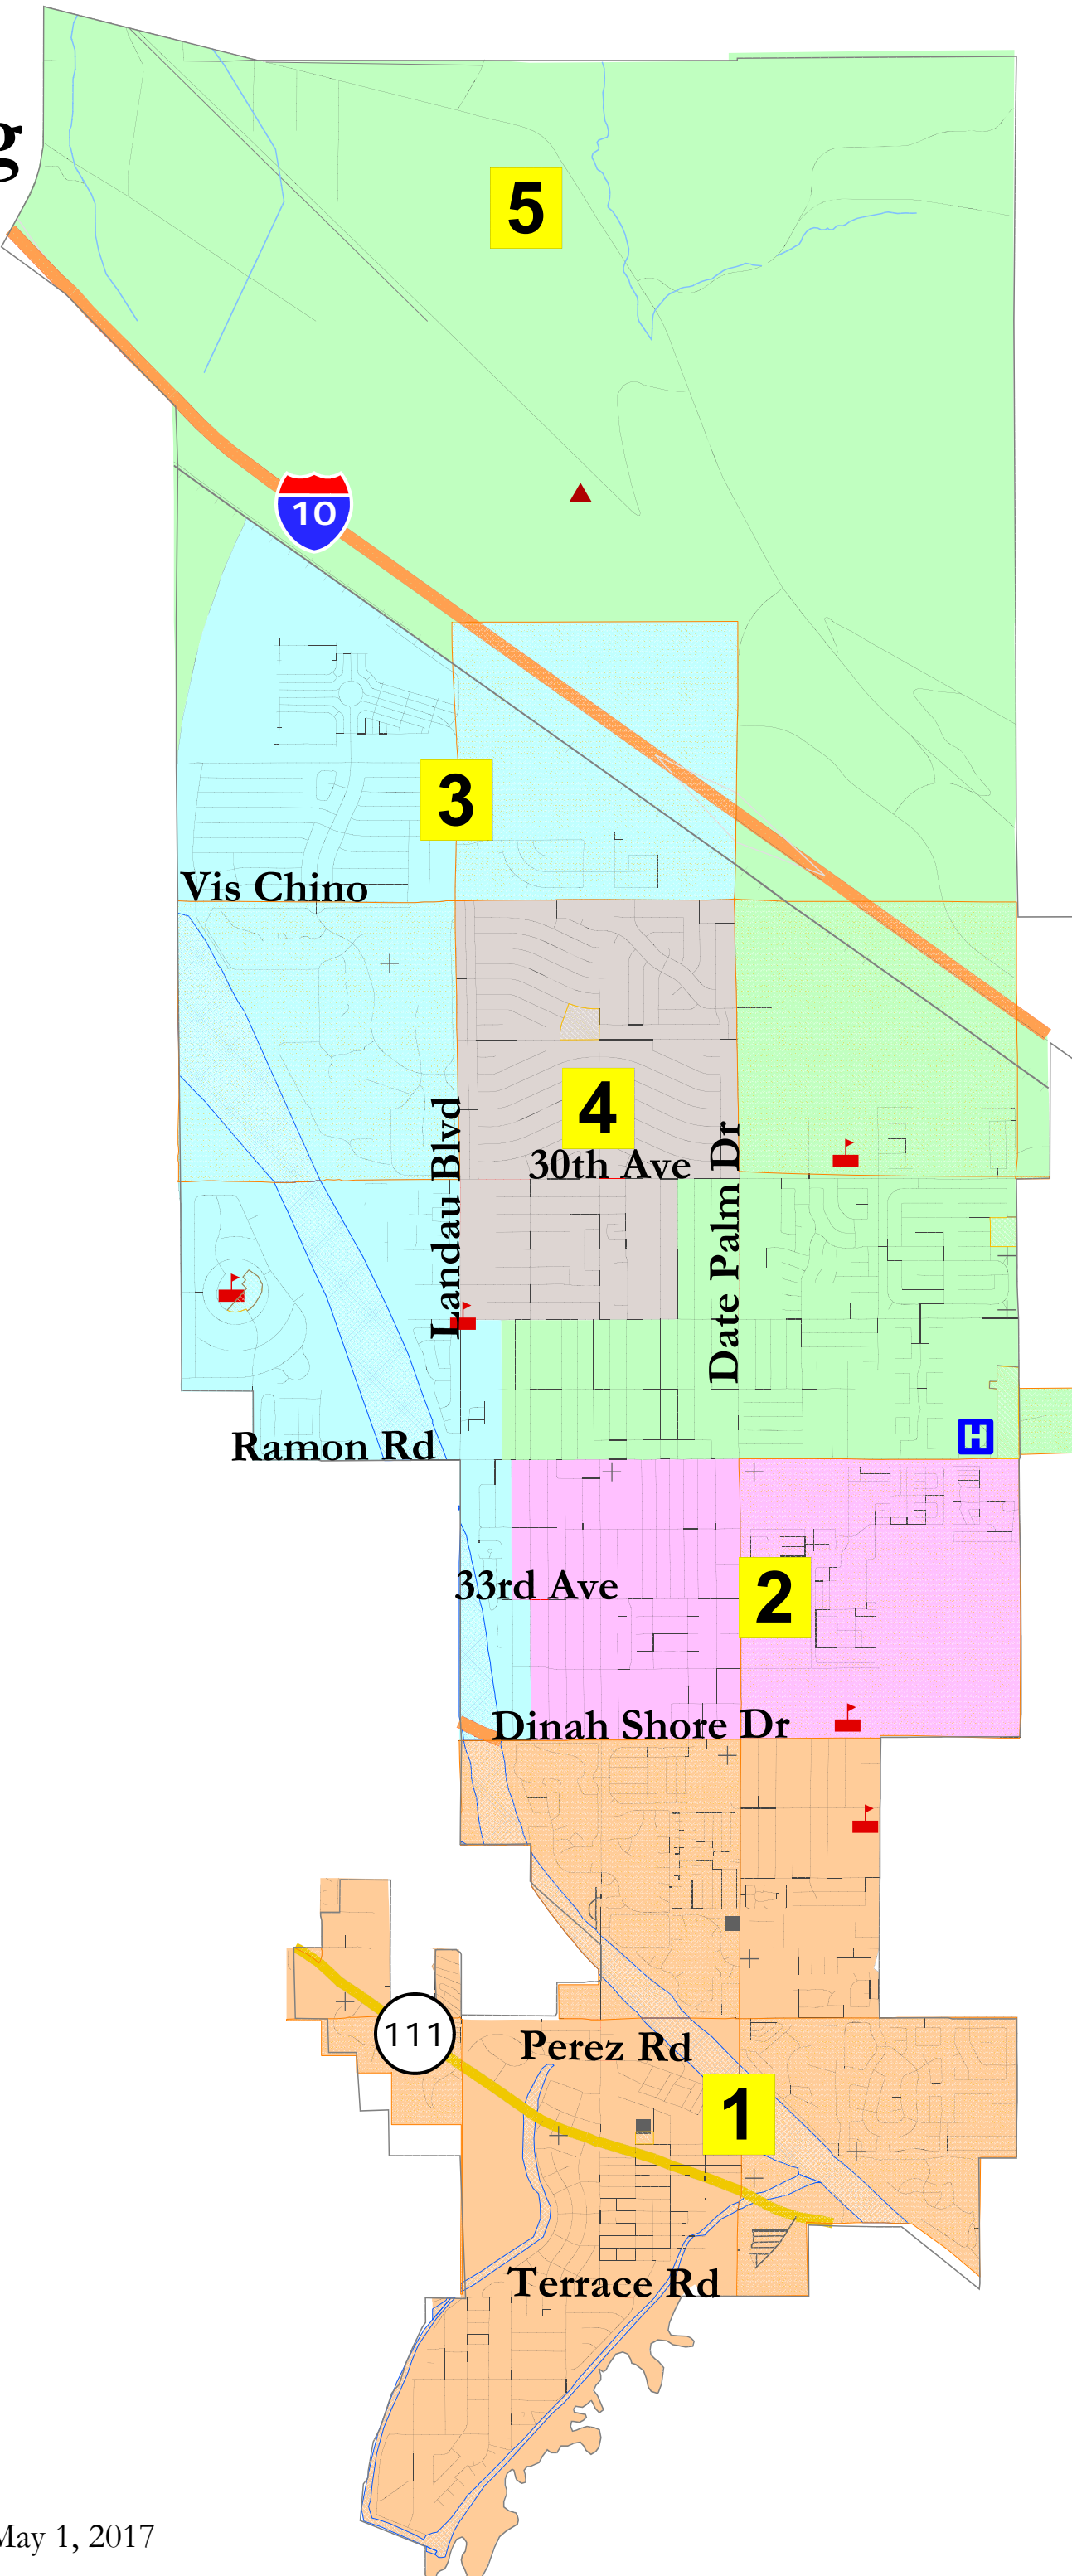 g
5
10
3
Vis Chino
4
30th Ave
Landau Blvd
Date Palm Dr
Ramon Rd
H
33rd Ave
2
Dinah Shore Dr
111
Perez Rd
1
Terrace Rd
May 1, 2017